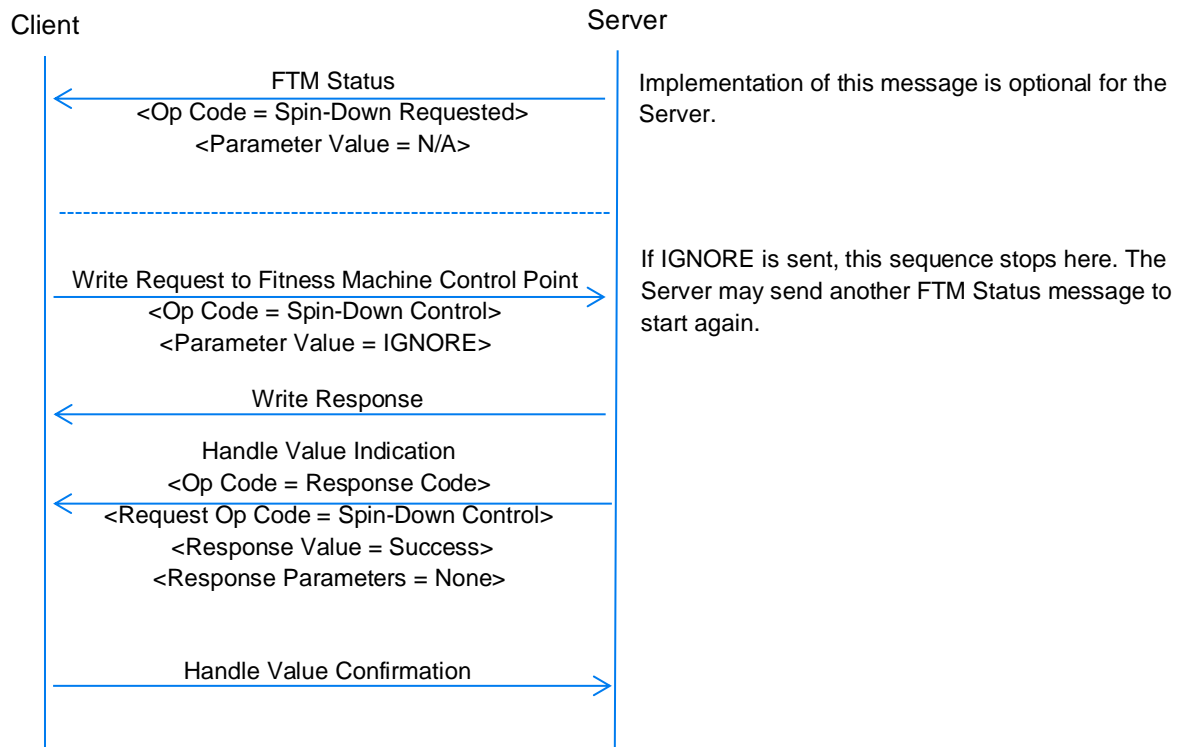 Client
Server
FTM Status
<Op Code = Spin-Down Requested>
<Parameter Value = N/A>
Implementation of this message is optional for the
Server.
Write Request to Fitness Machine Control Point
<Op Code = Spin-Down Control>
<Parameter Value = IGNORE>
If IGNORE is sent, this sequence stops here. The
Server may send another FTM Status message to
start again.
Write Response
Handle Value Indication
<Op Code = Response Code>
<Request Op Code = Spin-Down Control>
<Response Value = Success>
<Response Parameters = None>
Handle Value Confirmation